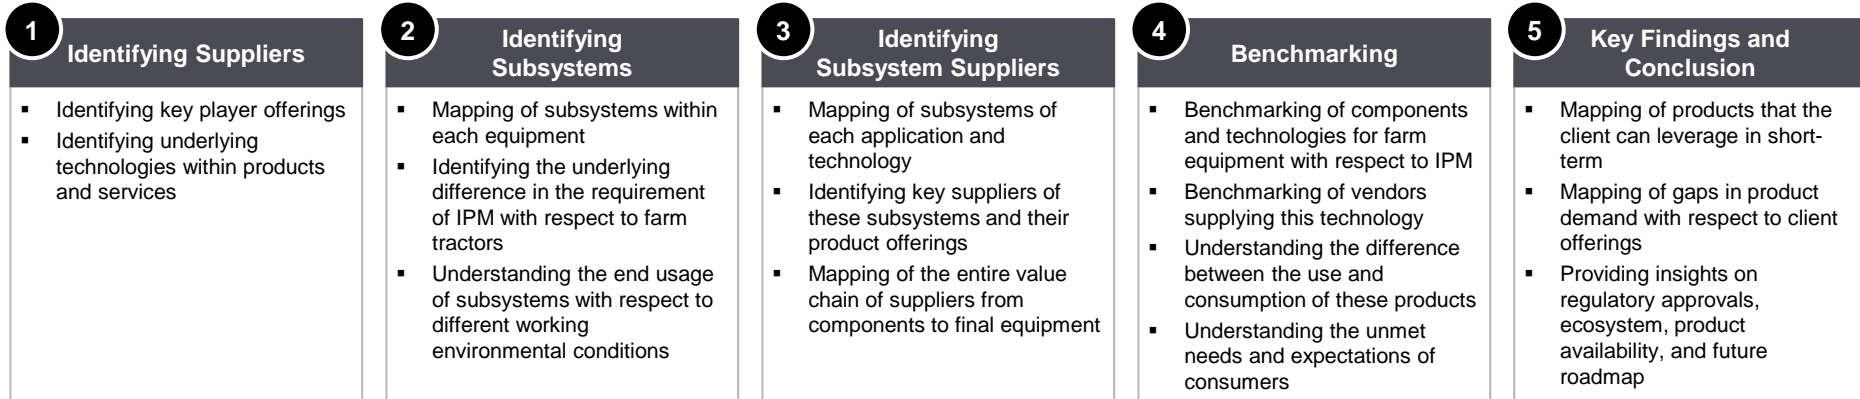 1
Identifying Suppliers
▪ Identifying key player offerings
▪ Identifying underlying
technologies within products
and services
2
Identifying
Subsystems
▪ Mapping of subsystems within
each equipment
▪ Identifying the underlying
difference in the requirement
of IPM with respect to farm
tractors
▪ Understanding the end usage
of subsystems with respect to
different working
environmental conditions
3
Identifying
Subsystem Suppliers
▪ Mapping of subsystems of
each application and
technology
▪ Identifying key suppliers of
these subsystems and their
product offerings
▪ Mapping of the entire value
chain of suppliers from
components to final equipment
4
Benchmarking
▪ Benchmarking of components
and technologies for farm
equipment with respect to IPM
▪ Benchmarking of vendors
supplying this technology
▪ Understanding the difference
between the use and
consumption of these products
▪ Understanding the unmet
needs and expectations of
consumers
5
Key Findings and
Conclusion
▪ Mapping of products that the
client can leverage in short-
term
▪ Mapping of gaps in product
demand with respect to client
offerings
▪ Providing insights on
regulatory approvals,
ecosystem, product
availability, and future
roadmap